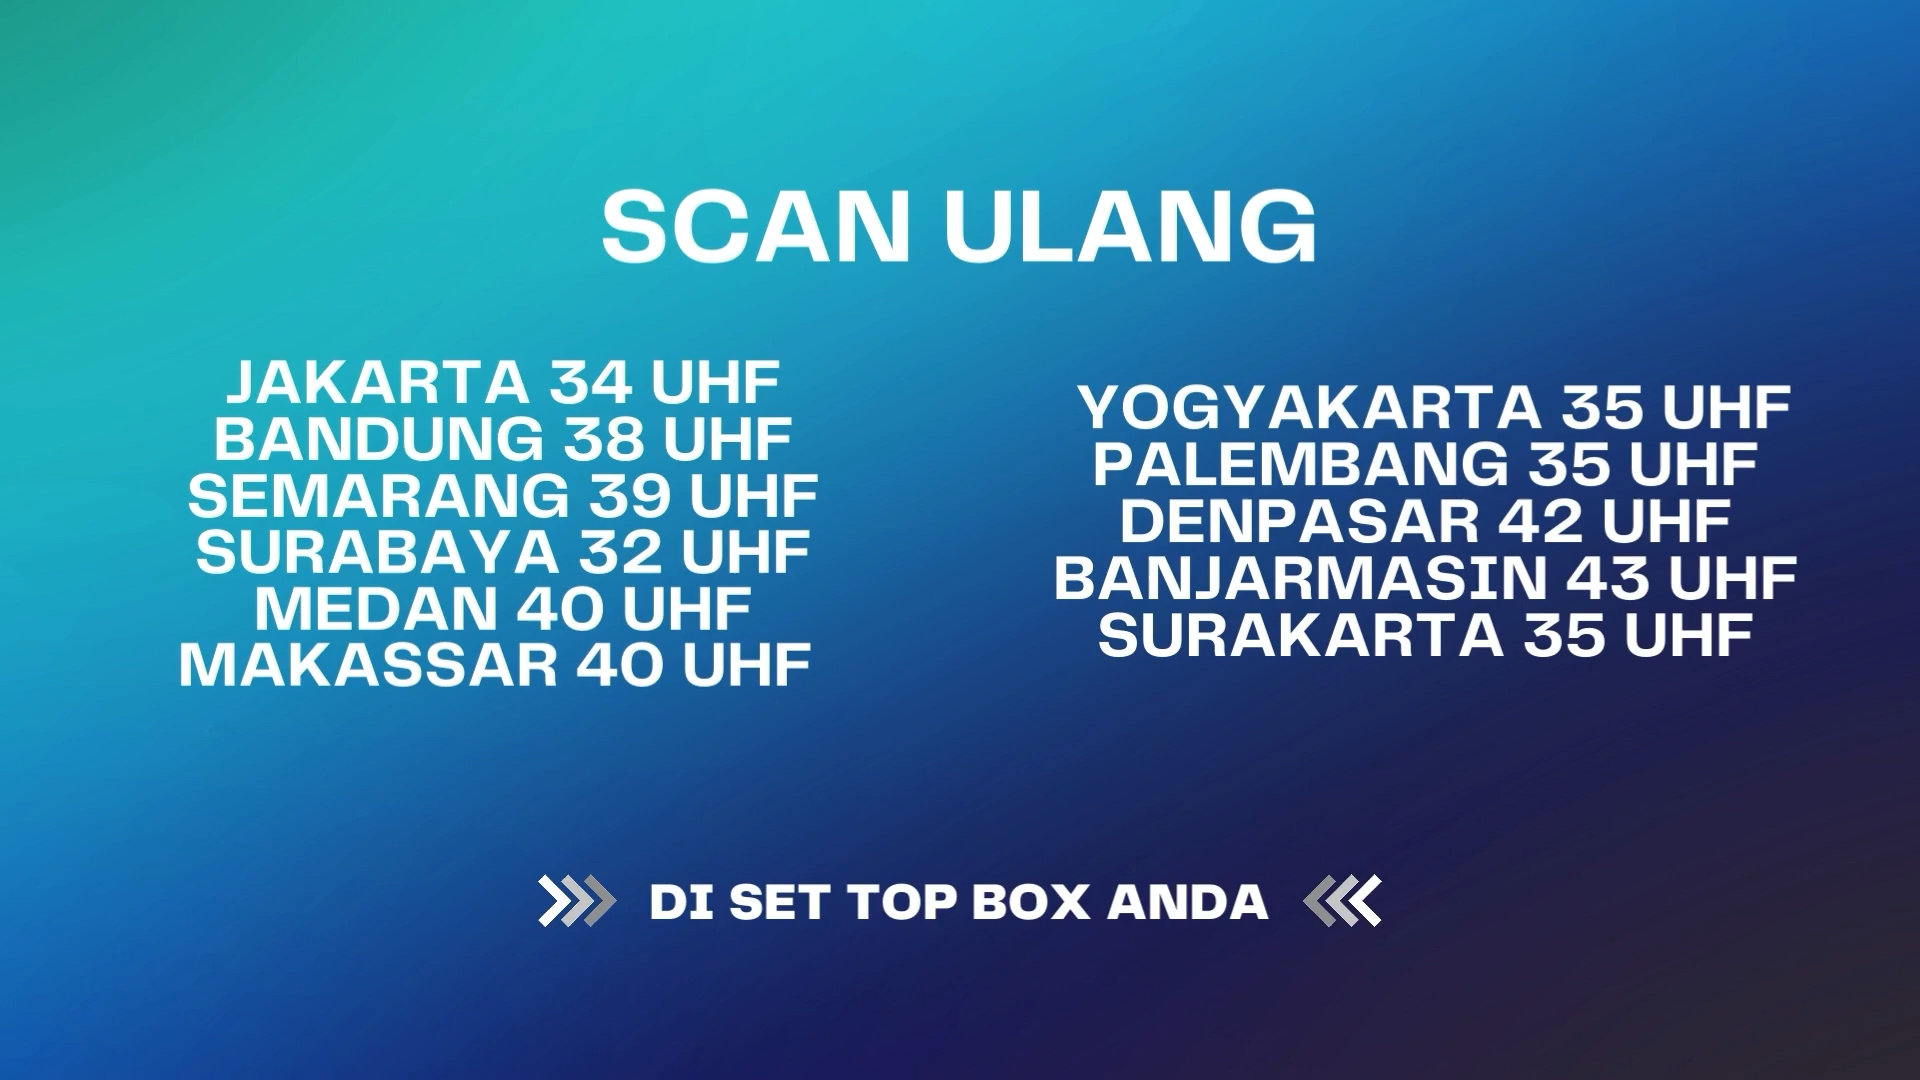 SCAN ULANG
JAKARTA 34 UHF
BANDUNG 38 UHF
SEMARANG 39 UHF
SURABAYA 32 UHF
MEDAN 40 UHF
MAKASSAR 40 UHF
YOGYAKARTA 35 UHF
PALEMBANG 35 UHF
DENPASAR 42 UHF
BANJARMASIN 43 UHF
SURAKARTA 35 UHF
DI SET TOP BOX ANDA